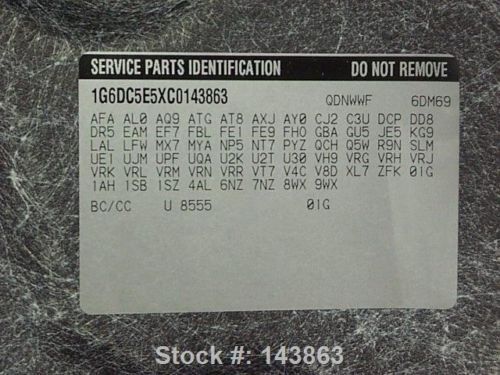 SERVICE PARTS IDENTIFICATION DO NOT REMOVE
1G6DC5E5XC0143863 QDNWWF 6DM69
AFA AL0 AQ9 ATG AT8 AXJ AY0 CJ2 C3U DCP DD8
DR5 EAM EF7 FBL FE1 FE9 FHO GBA GU5 JE5 KG9
LAL LFW MX7 MYA NP5 NT7 PYZ QCH Q5W R9N SLM
UE1 UJM UPF UQA U2K U2T U30 VH9 VRG VRH VRJ
VRK VRL VRM VRN VRR VT7 V4C V8D XL7 ZFK 01G
1AH 1SB 1SZ 4AL 6NZ 7NZ 8WX 9WX
BC/CC U 8555 01G
Stock #: 143863